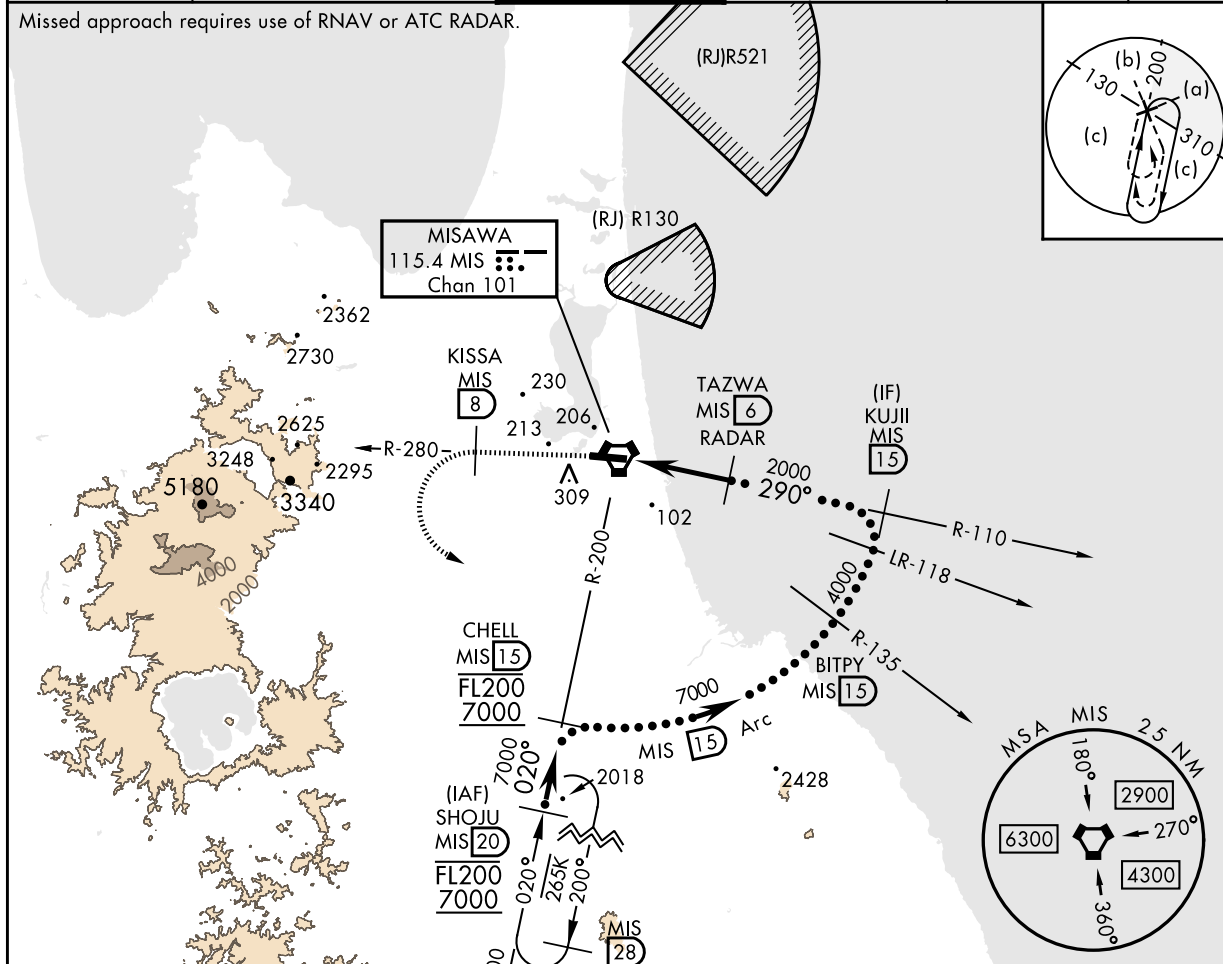 Missed approach requires use of RNAV or ATC RADAR.
(RJ)R521
(b)
200
130
(a)
(c)
310
(c)
(RJ) R130
MISAWA
115.4 MIS
Chan 101
2362
2730
KISSA
MIS
8
230
213
206
TAZWA
MIS 6
RADAR
(IF)
KUJII
MIS
15
2625
3248
2295
R-280
5180
3340
309
102
2000
290°
R-110
LR-118
4000
2000
R-200
4000
R-135
CHELL
MIS 15
FL200
7000
BITPY
MIS 15
7000
MIS 15 Arc
7000
020°
2018
2428
(IAF)
SHOJU
MIS 20
FL200
7000
020°
265K
200°
MIS
28
00
MSA MIS 25 NM
180°
2900
270°
6300
4300
360°